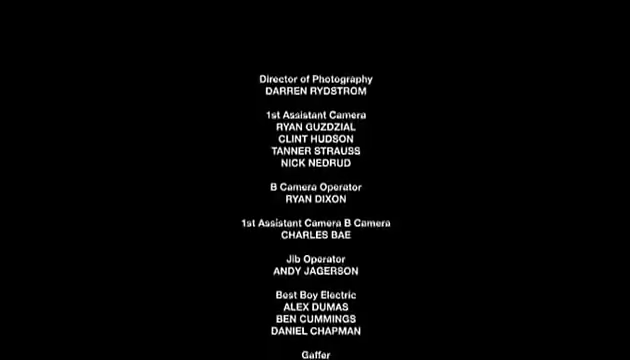 Director of Photography
DARREN RYDSTROM
1st Assistant Camera
RYAN GUZDZIAL
CLINT HUDSON
TANNER STRAUSS
NICK NEDRUD
B Camera Operator
RYAN DIXON
1st Assistant Camera B Camera
CHARLES BAE
Jib Operator
ANDY JAGERSON
Best Boy Electric
ALEX DUMAS
BEN CUMMINGS
DANIEL CHAPMAN
Gaffer